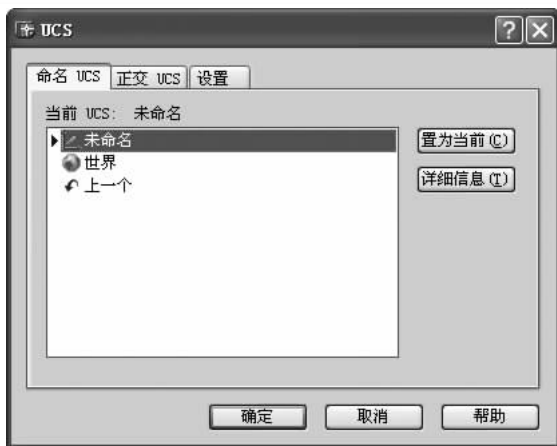 UCS
命名 UCS 正交 UCS 设置
当前 UCS: 未命名
未命名
世界
上一个
置为当前(C)
详细信息(T)
确定 取消 帮助